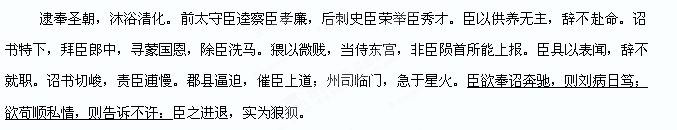 逮奉圣朝，沐浴清化。前太守臣逵察臣孝廉，后刺史臣荣举臣秀才。臣以供养无主，辞不赴命。诏
书特下，拜臣郎中，寻蒙国恩，除臣洗马。猥以微贱，当侍东宫，非臣陨首所能上报。臣具以表闻，辞不
就职。诏书切峻，责臣逋慢。郡县逼迫，催臣上道；州司临门，急于星火。臣欲奉诏奔驰，则刘病日笃；
欲苟顺私情，则告诉不许：臣之进退，实为狼狈。